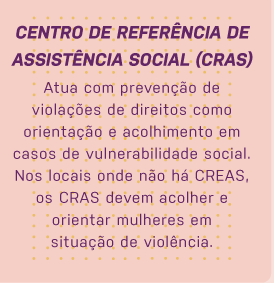 CENTRO DE REFERÊNCIA DE
ASSISTÊNCIA SOCIAL (CRAS)
Atua com prevenção de
violações de direitos como
orientação e acolhimento em
casos de vulnerabilidade social.
Nos locais onde não há CREAS,
os CRAS devem acolher e
orientar mulheres em
situação de violência.